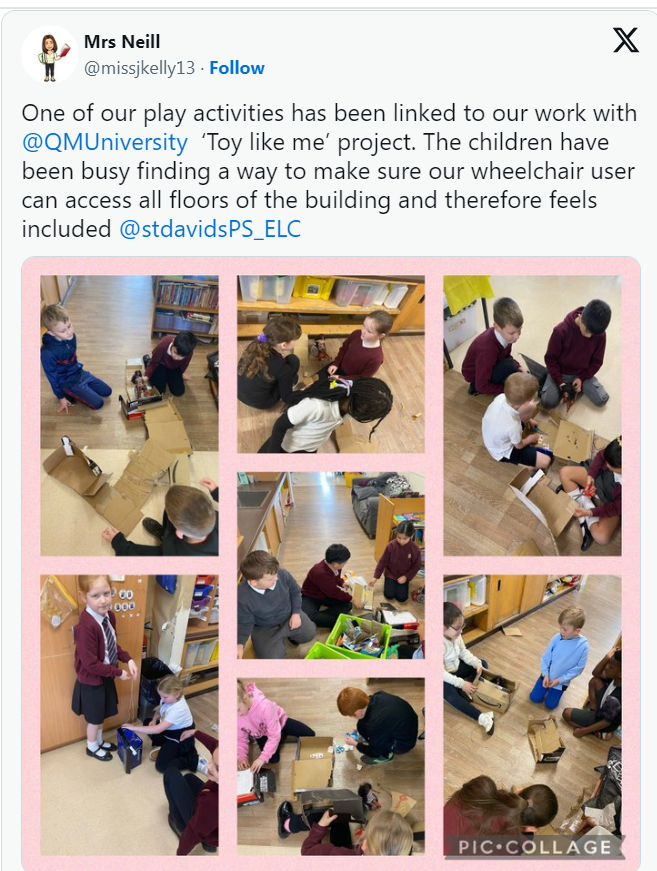 Mrs Neill
@missjkelly13 · Follow
One of our play activities has been linked to our work with
@QMUniversity ‘Toy like me’ project. The children have
been busy finding a way to make sure our wheelchair user
can access all floors of the building and therefore feels
included @stdavidsPS_ELC
PIC•COLLAGE